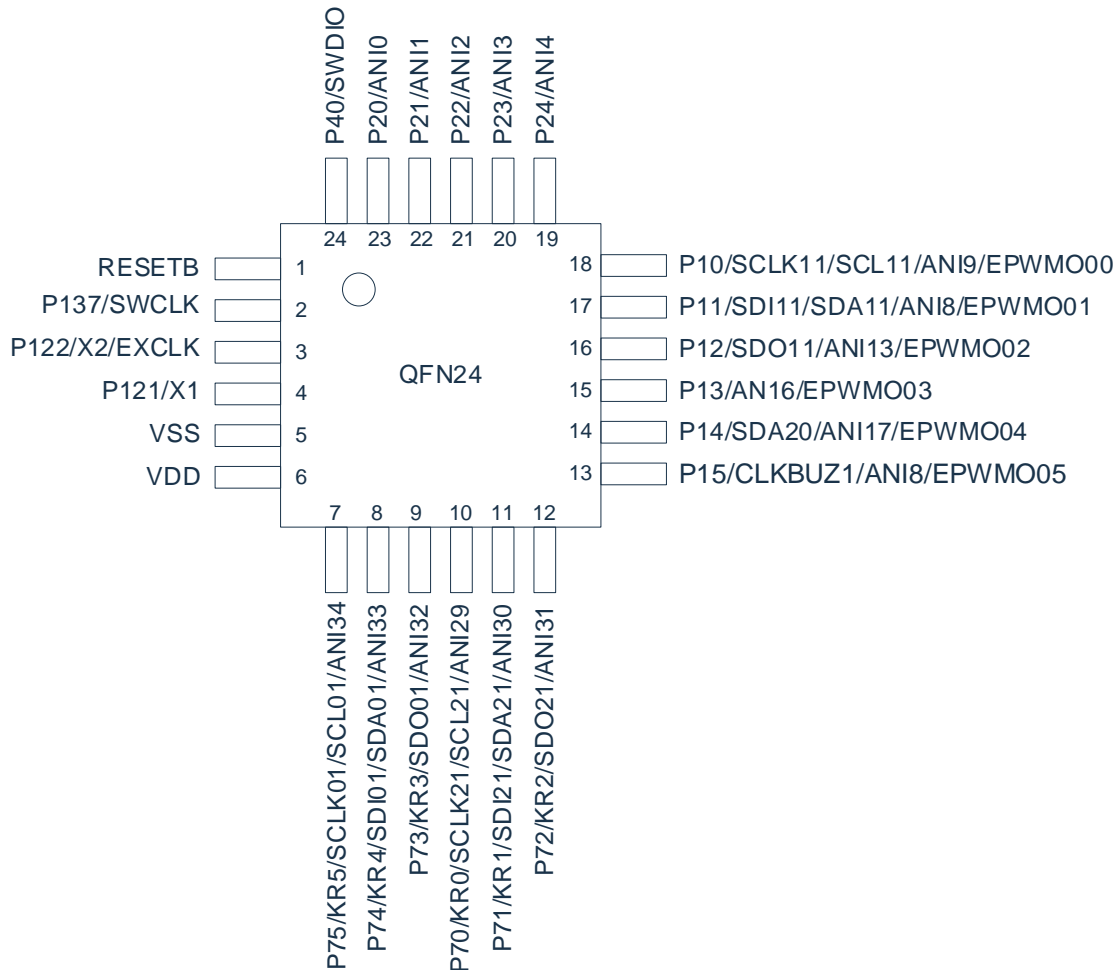 P40/SWDIO
P20/ANI0
P21/ANI1
P22/ANI2
P23/ANI3
P24/ANI4
24
23
22
21
20
19
RESETB
1
P137/SWCLK
2
P122/X2/EXCLK
3
P121/X1
4
VSS
5
VDD
6
QFN24
18
P10/SCLK11/SCL11/ANI9/EPWMO00
17
P11/SDI11/SDA11/ANI8/EPWMO01
16
P12/SDO11/ANI13/EPWMO02
15
P13/AN16/EPWMO03
14
P14/SDA20/ANI17/EPWMO04
13
P15/CLKBUZ1/ANI8/EPWMO05
7
8
9
10
11
12
P75/KR5/SCLK01/SCL01/ANI34
P74/KR4/SDI01/SDA01/ANI33
P73/KR3/SDO01/ANI32
P70/KR0/SCLK21/SCL21/ANI29
P71/KR1/SDI21/SDA21/ANI30
P72/KR2/SDO21/ANI31